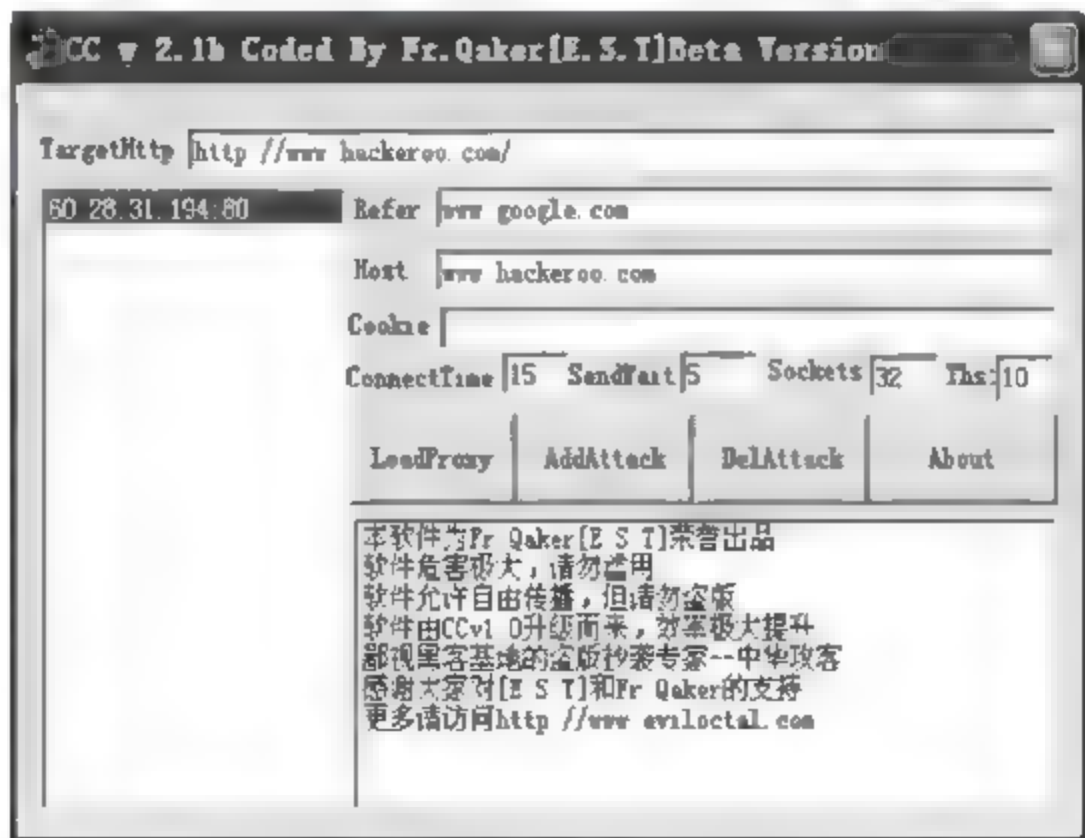 CC v 2.1b Coded By Fr.Qaker[E.S.T]Beta Version
TargetHttp http //www hackeroo.com/
60 28.31.194:80
Refer www google.com
Host www hackeroo.com
Cookie
ConnectTime 15 SendWait 5 Sockets 32 Ths:10
LoadProxy AddAttack DelAttack About
本软件为Fr Qaker[E S T]荣誉出品
软件危害极大，请勿滥用
软件允许自由传播，但请勿盗版
软件由CCv1 0升级而来，效率极大提升
鄙视黑客基地的盗版抄袭专家--中华攻客
感谢大家对[E S T]和Fr Qaker的支持
更多请访问http //www eviloctal.com